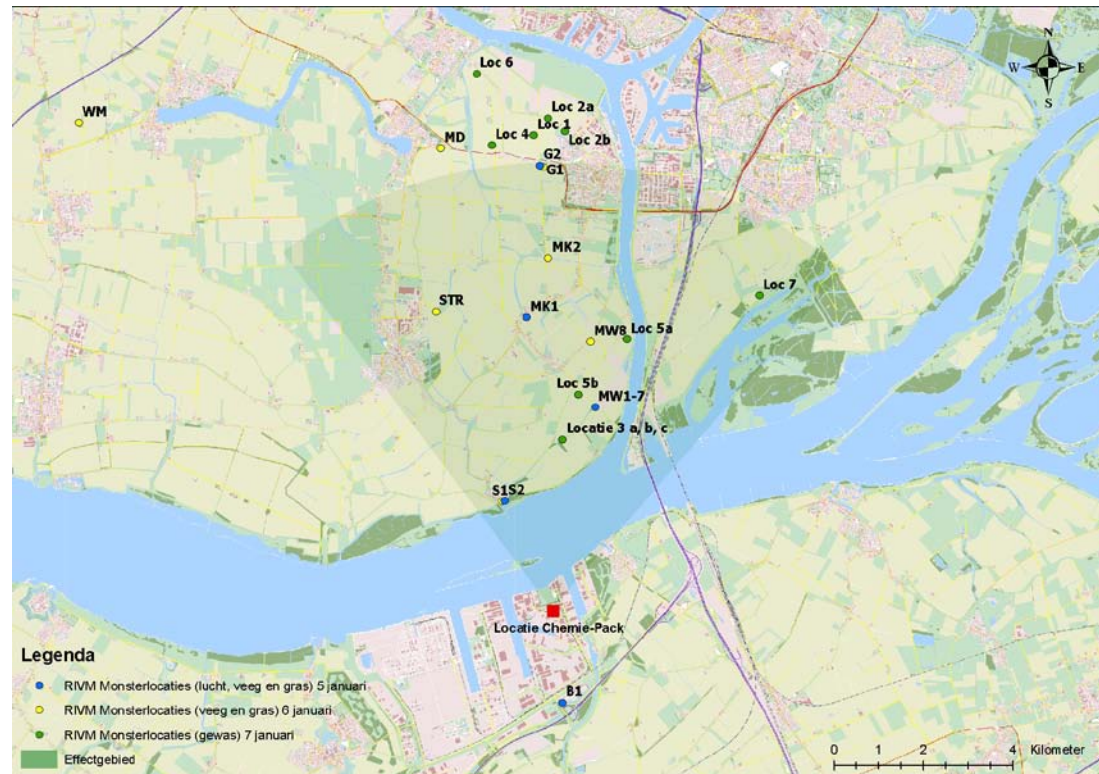 N
W E
S
Loc 6
WM
Loc 2a
Loc 1
MD
Loc 4
Loc 2b
G2
G1
MK2
Loc 7
STR
MK1
MW8
Loc 5a
Loc 5b
MW1-7
Locatie 3 a, b, c
S1S2
Locatie Chemie-Pack
B1
Legenda
RIVM Monsterlocaties (lucht, veeg en gras) 5 januari
RIVM Monsterlocaties (veeg en gras) 6 januari
RIVM Monsterlocaties (gewas) 7 januari
Effectgebied
0 1 2 4 Kilometer